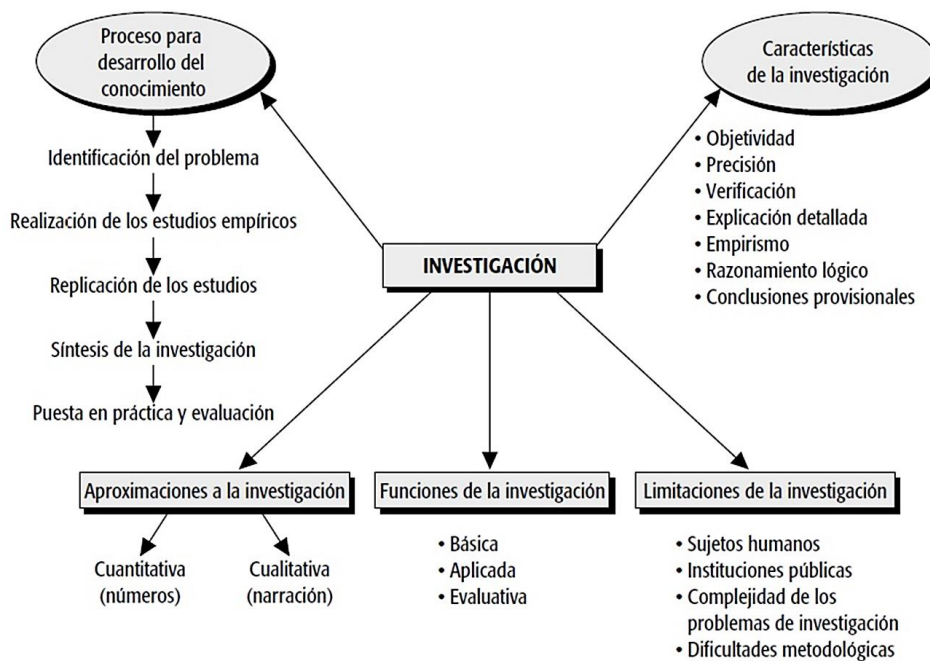 Proceso para
desarrollo del
conocimiento
Identificación del problema
Realización de los estudios empíricos
Replicación de los estudios
Síntesis de la investigación
Puesta en práctica y evaluación
Características
de la investigación
• Objetividad
• Precisión
• Verificación
• Explicación detallada
• Empirismo
• Razonamiento lógico
• Conclusiones provisionales
INVESTIGACIÓN
Aproximaciones a la investigación
Cuantitativa
(números)
Cualitativa
(narración)
Funciones de la investigación
• Básica
• Aplicada
• Evaluativa
Limitaciones de la investigación
• Sujetos humanos
• Instituciones públicas
• Complejidad de los
problemas de investigación
• Dificultades metodológicas